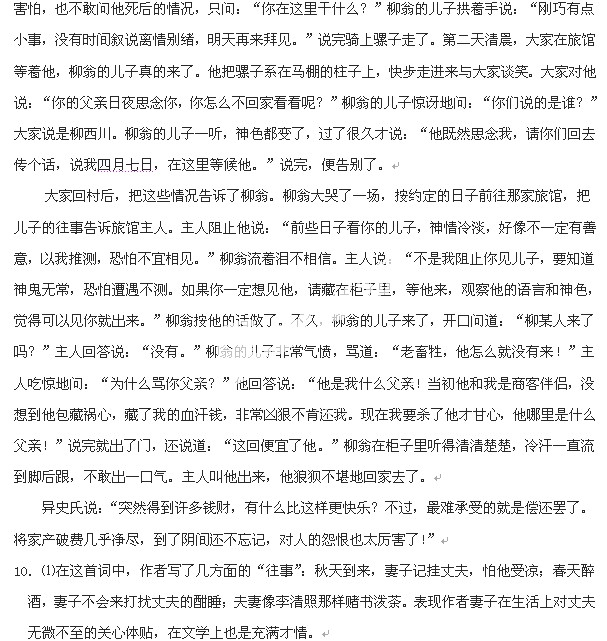 害怕，也不敢问他死后的情况，只问：“你在这里干什么？”柳翁的儿子拱着手说：“刚巧有点
小事，没有时间叙说离情别绪，明天再来拜见。”说完骑上骡子走了。第二天清晨，大家在旅馆
等着他，柳翁的儿子真的来了。他把骡子系在马棚的柱子上，快步走进来与大家谈笑。大家对他
说：“你的父亲日夜思念你，你怎么不回家看看呢？”柳翁的儿子惊讶地问：“你们说的是谁？”
大家说是柳西川。柳翁的儿子一听，神色都变了，过了很久才说：“他既然思念我，请你们回去
传个话，说我四月七日，在这里等候他。”说完，便告别了。
大家回村后，把这些情况告诉了柳翁。柳翁大哭了一场，按约定的日子前往那家旅馆，把
儿子的往事告诉旅馆主人。主人阻止他说：“前些日子看你的儿子，神情冷淡，好像不一定有善
意，以我推测，恐怕不宜相见。”柳翁流着泪不相信。主人说：“不是我阻止你见儿子，要知道
神鬼无常，恐怕遭遇不测。如果你一定想见他，请藏在柜子里，等他来，观察他的语言和神色，
觉得可以见你就出来。”柳翁按他的话做了。不久，柳翁的儿子来了，开口问道：“柳某人来了
吗？”主人回答说：“没有。”柳翁的儿子非常气愤，骂道：“老畜牲，他怎么就没有来！”主
人吃惊地问：“为什么骂你父亲？”他回答说：“他是我什么父亲！当初他和我是商客伴侣，没
想到他包藏祸心，藏了我的血汗钱，非常凶狠不肯还我。现在我要杀了他才甘心，他哪里是什么
父亲！”说完就出了门，还说道：“这回便宜了他。”柳翁在柜子里听得清清楚楚，冷汗一直流
到脚后跟，不敢出一口气。主人叫他出来，他狼狈不堪地回家去了。
异史氏说：“突然得到许多钱财，有什么比这样更快乐？不过，最难承受的就是偿还罢了。
将家产破费几乎净尽，到了阴间还不忘记，对人的怨恨也太厉害了！”
10．⑴在这首词中，作者写了几方面的“往事”：秋天到来，妻子记挂丈夫，怕他受凉；春天醉
酒，妻子不会来打扰丈夫的酣睡；夫妻像李清照那样赌书泼茶。表现作者妻子在生活上对丈夫
无微不至的关心体贴，在文学上也是充满才情。